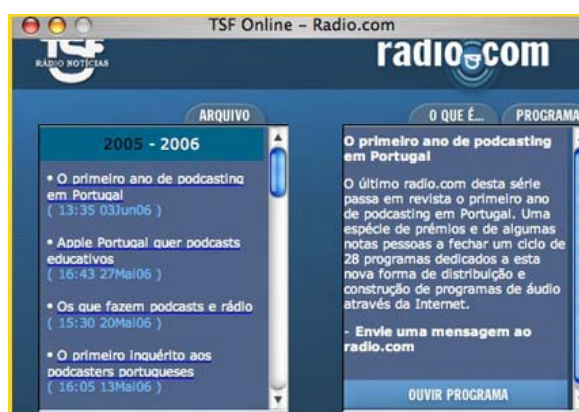 TSF Online – Radio.com
TSF
RÁDIO NOTÍCIAS
radio.com
ARQUIVO
2005 - 2006
• O primeiro ano de podcasting
em Portugal
( 13:35 03Jun06 )
• Apple Portugal quer podcasts
educativos
( 16:43 27Mai06 )
• Os que fazem podcasts e rádio
( 15:30 20Mai06 )
• O primeiro inquérito aos
podcasters portugueses
( 16:05 13Mai06 )
O QUE É... PROGRAMA
O primeiro ano de podcasting
em Portugal
O último radio.com desta série
passa em revista o primeiro ano
de podcasting em Portugal. Uma
espécie de prémios e de algumas
notas pessoas a fechar um ciclo de
28 programas dedicados a esta
nova forma de distribuição e
construção de programas de áudio
através da Internet.
- Envie uma mensagem ao
radio.com
OUVIR PROGRAMA